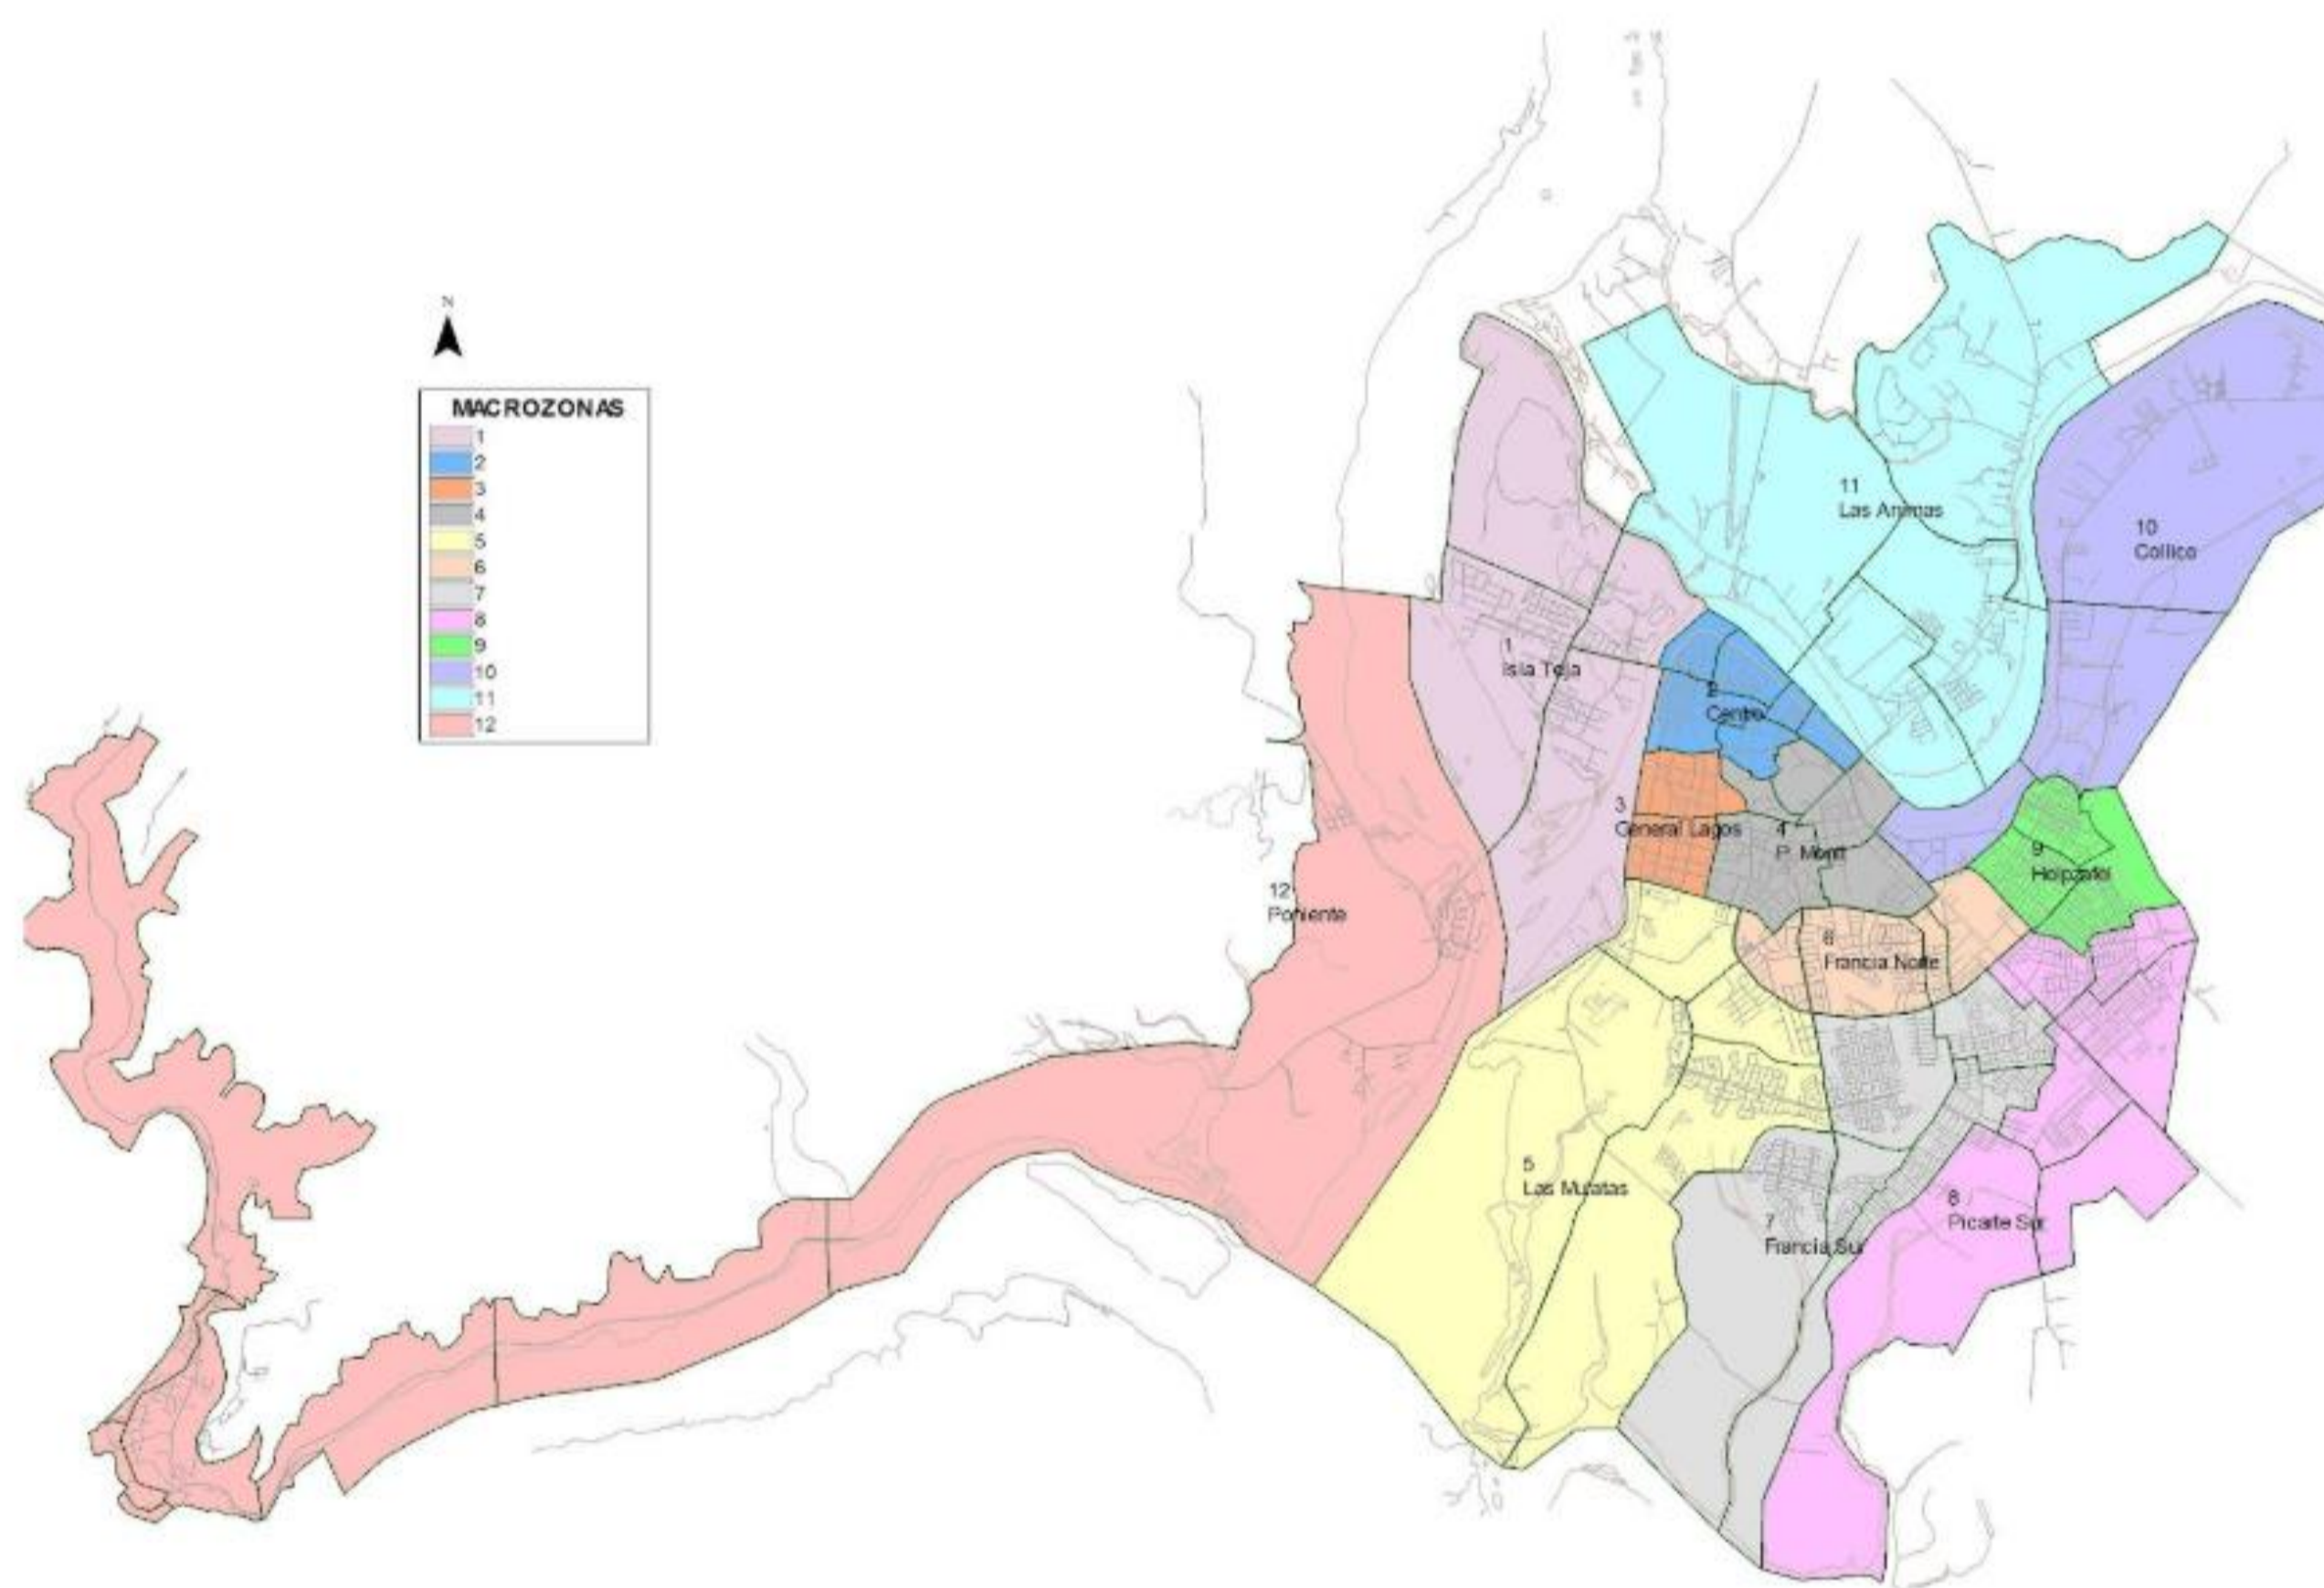 N
MACROZONAS
1
2
3
4
5
6
7
8
9
10
11
12
11
Las Animas
10
Collico
1
Isla Teja
2
Centro
3
General Lagos
4
P. Montt
9
12
Poniente
6
Francia Norte
5
Las Mulatas
7
Francia Sur
8
Picarte Sur